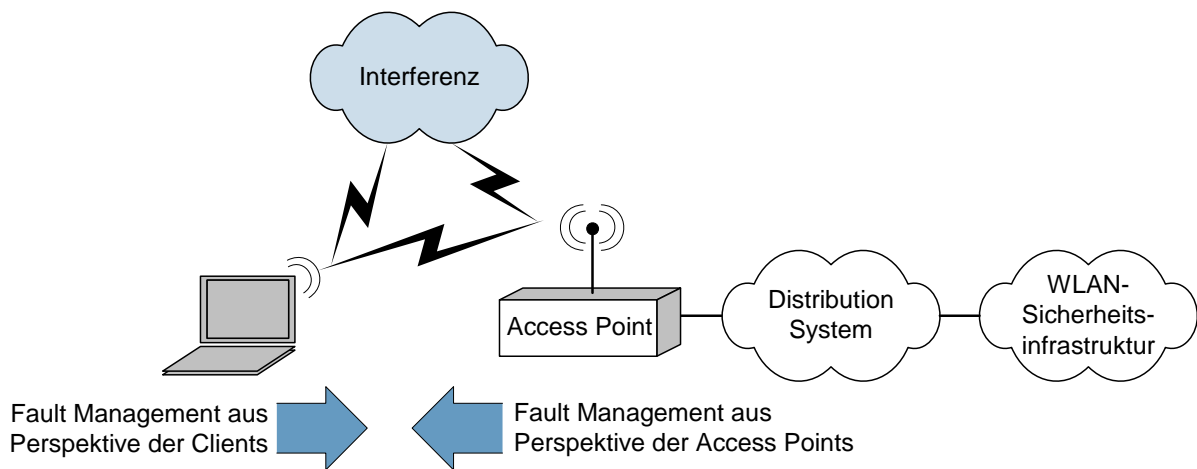 Interferenz
Access Point
Distribution
System
WLAN-
Sicherheits-
infrastruktur
Fault Management aus
Perspektive der Clients
Fault Management aus
Perspektive der Access Points